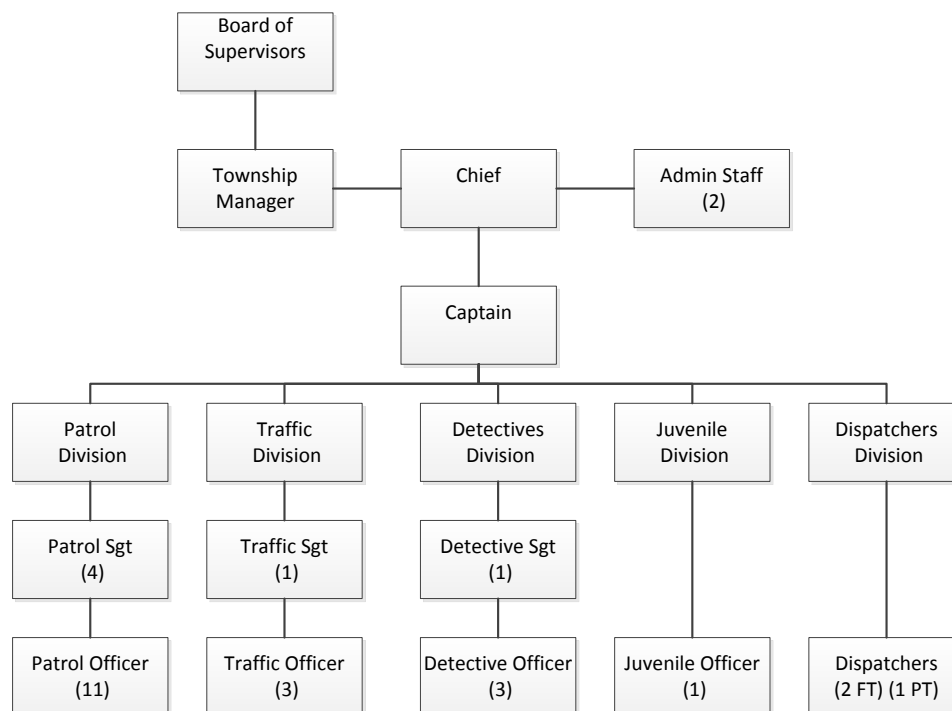 Board of
Supervisors
Township
Manager
Chief
Admin Staff
(2)
Captain
Patrol
Division
Traffic
Division
Detectives
Division
Juvenile
Division
Dispatchers
Division
Patrol Sgt
(4)
Traffic Sgt
(1)
Detective Sgt
(1)
Patrol Officer
(11)
Traffic Officer
(3)
Detective Officer
(3)
Juvenile Officer
(1)
Dispatchers
(2 FT) (1 PT)